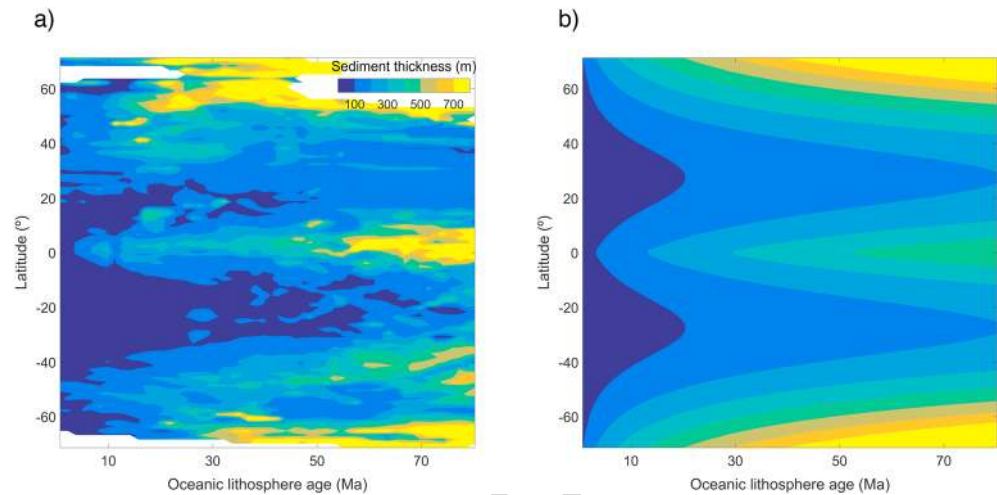 a)
b)
Sediment thickness (m)
100 300 500 700
60
40
20
0
-20
-40
-60
Latitude (º)
10 30 50 70
Oceanic lithosphere age (Ma)
60
40
20
0
-20
-40
-60
Latitude (º)
10 30 50 70
Oceanic lithosphere age (Ma)